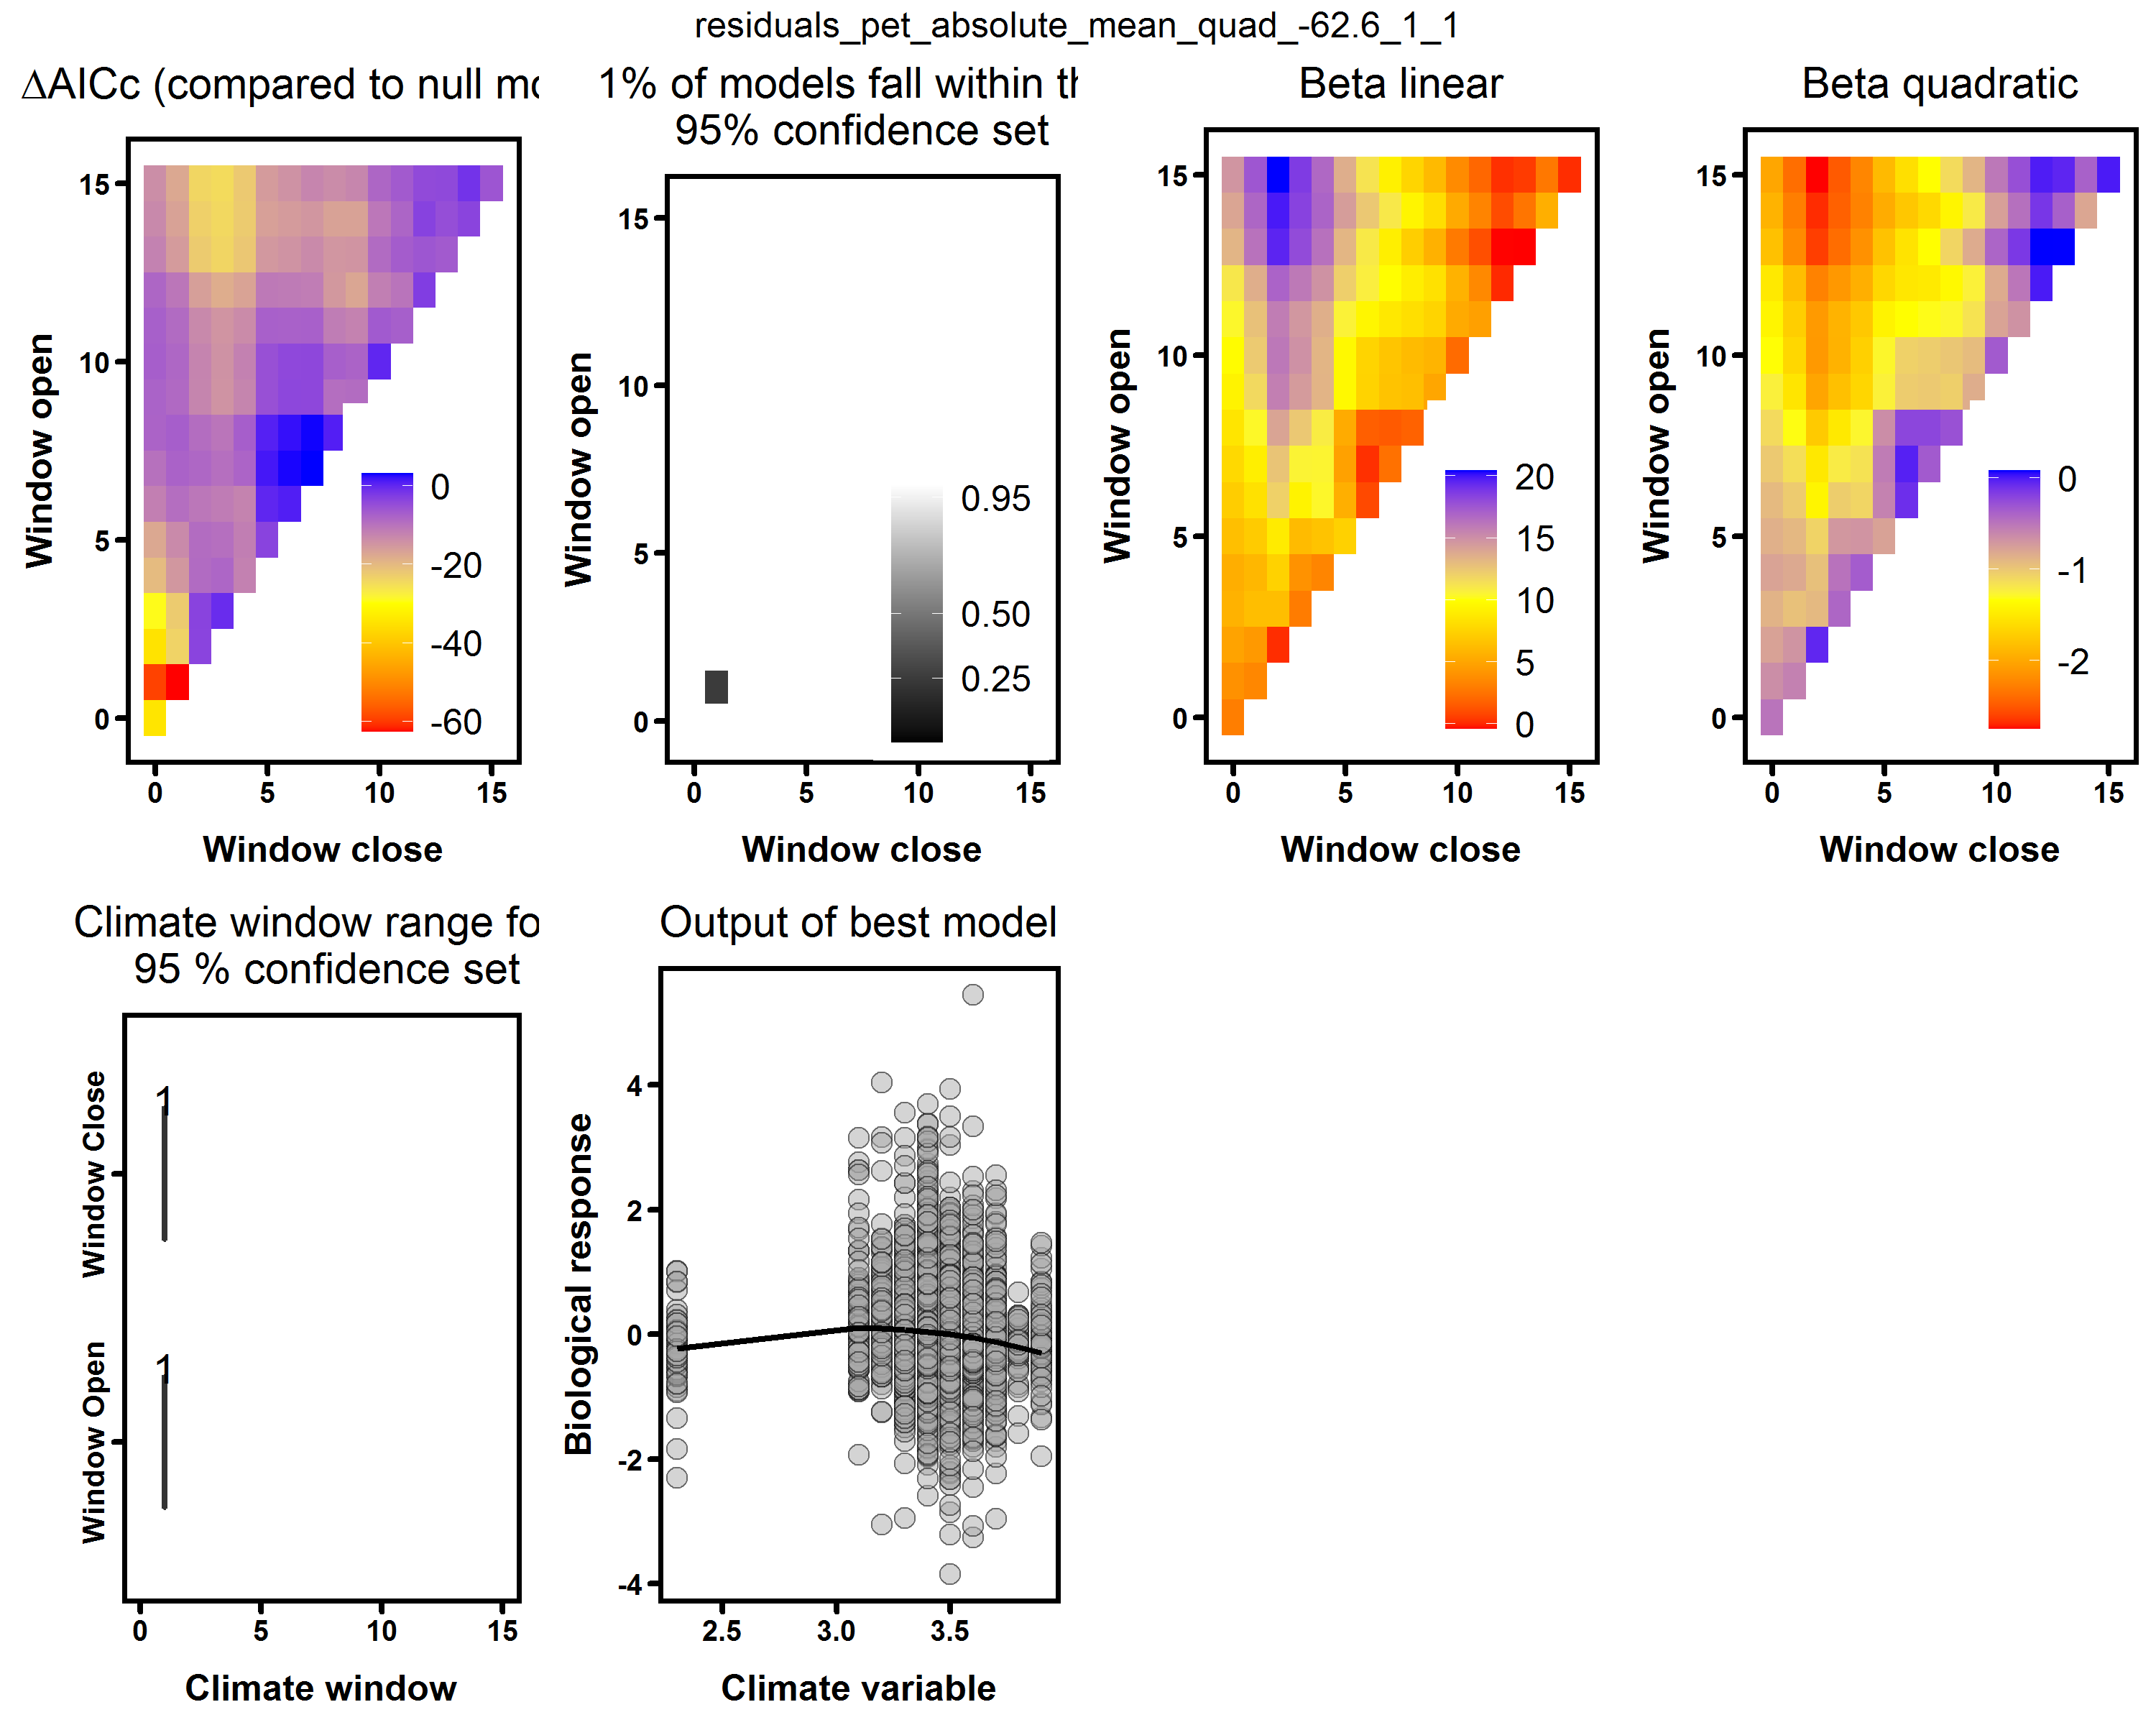 residuals_pet_absolute_mean_quad_-62.6_1_1
ΔAICc (compared to null mo
Window open
15
10
5
0
0
-20
-40
-60
0 5 10 15
Window close
1% of models fall within th
95% confidence set
Window open
15
10
5
0
0.95
0.50
0.25
0 5 10 15
Window close
Beta linear
Window open
15
10
5
0
20
15
10
5
0
0 5 10 15
Window close
Beta quadratic
Window open
15
10
5
0
0
-1
-2
0 5 10 15
Window close
Climate window range fo
95 % confidence set
Window Close
1
Window Open
1
0 5 10 15
Climate window
Output of best model
Biological response
4
2
0
-2
-4
2.5 3.0 3.5
Climate variable